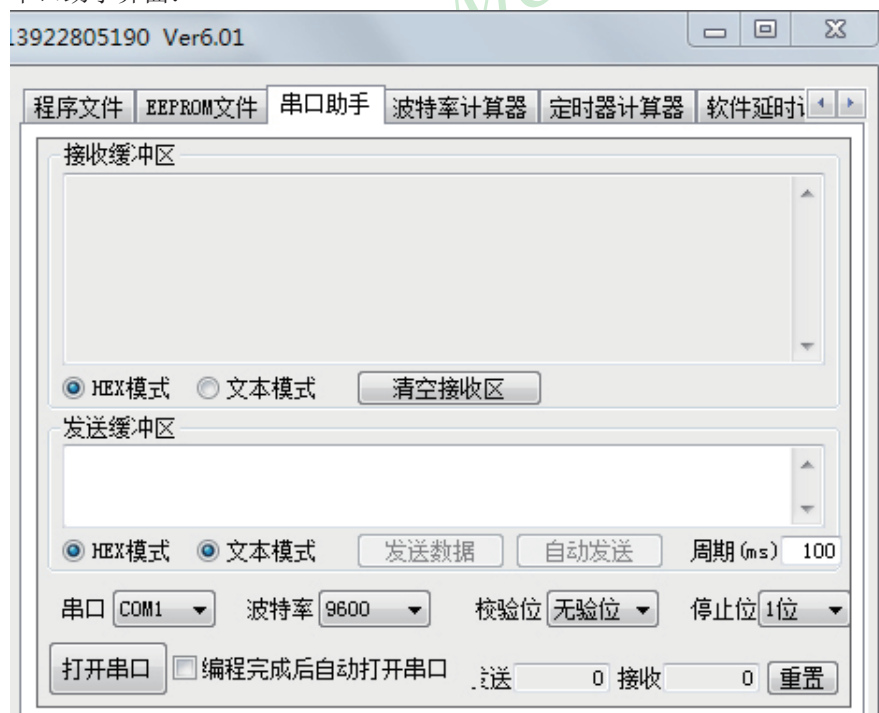 13922805190 Ver6.01
程序文件 EEPROM文件 串口助手 波特率计算器 定时器计算器 软件延时
接收缓冲区
HEX模式 文本模式 清空接收区
发送缓冲区
HEX模式 文本模式 发送数据 自动发送 周期(ms) 100
串口 COM1 波特率 9600 校验位 无验位 停止位 1位
打开串口 编程完成后自动打开串口 送 0 接收 0 重置